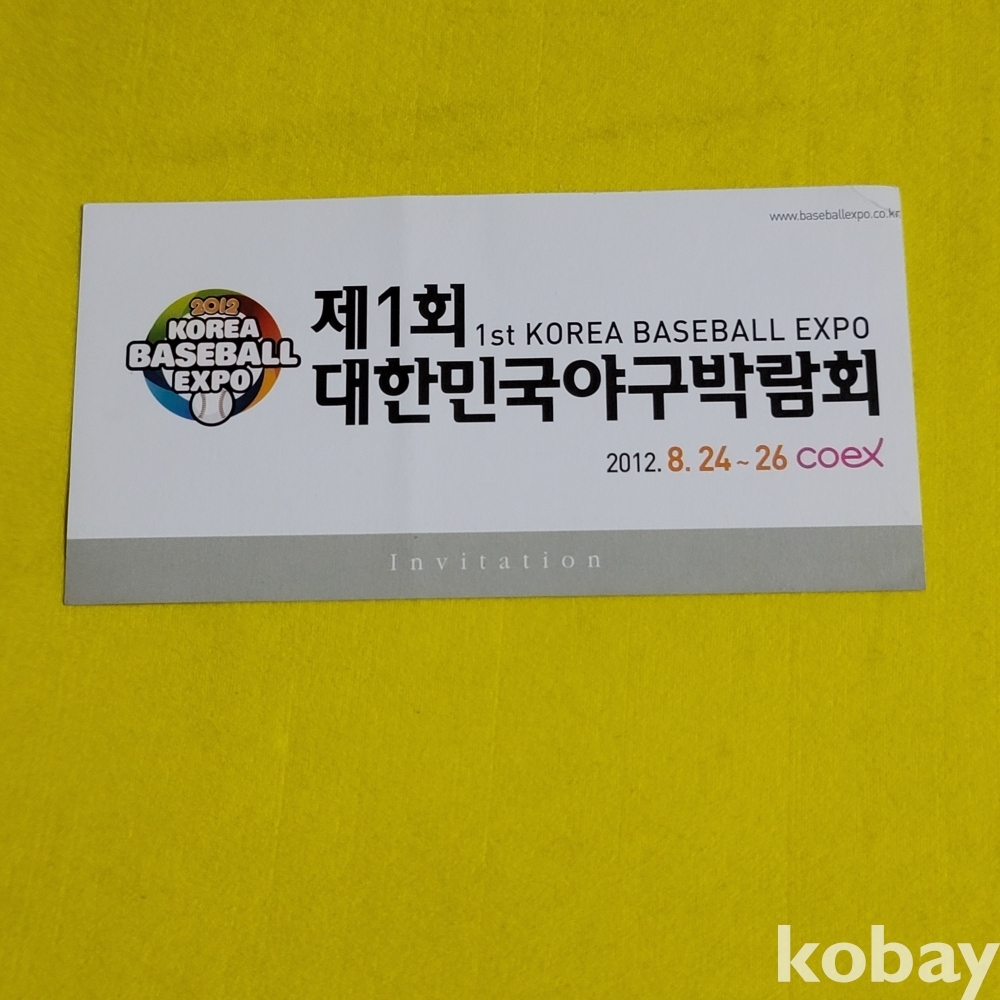 www.baseballexpo.co.kr
2012
KOREA
BASEBALL
EXPO
제1회
1st KOREA BASEBALL EXPO
대한민국야구박람회
2012. 8. 24~26 coex
Invitation
kobay